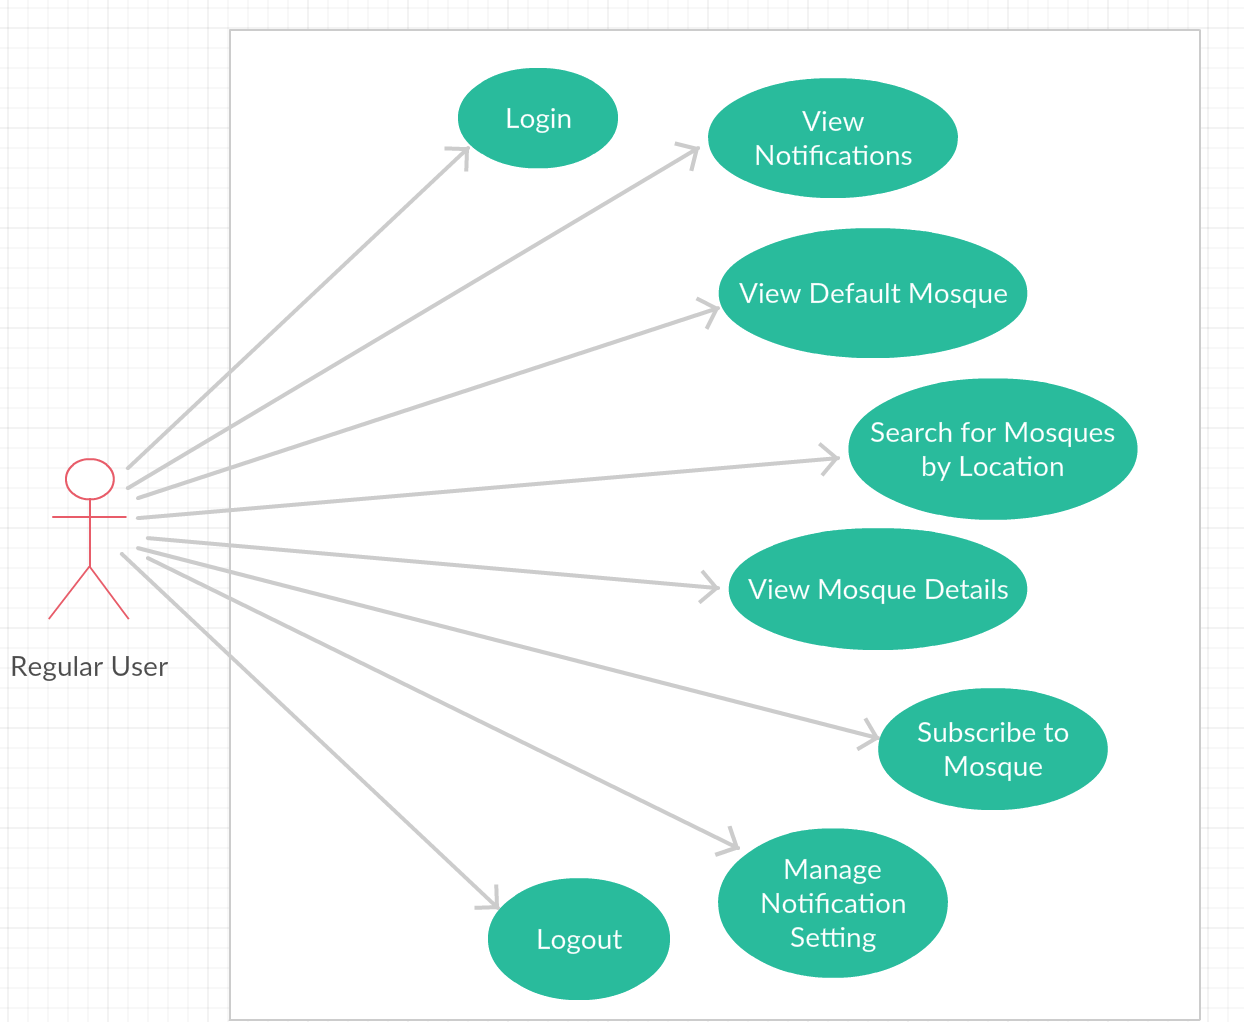 Login
View
Notifications
View Default Mosque
Search for Mosques
by Location
View Mosque Details
Regular User
Subscribe to
Mosque
Manage
Notification
Setting
Logout